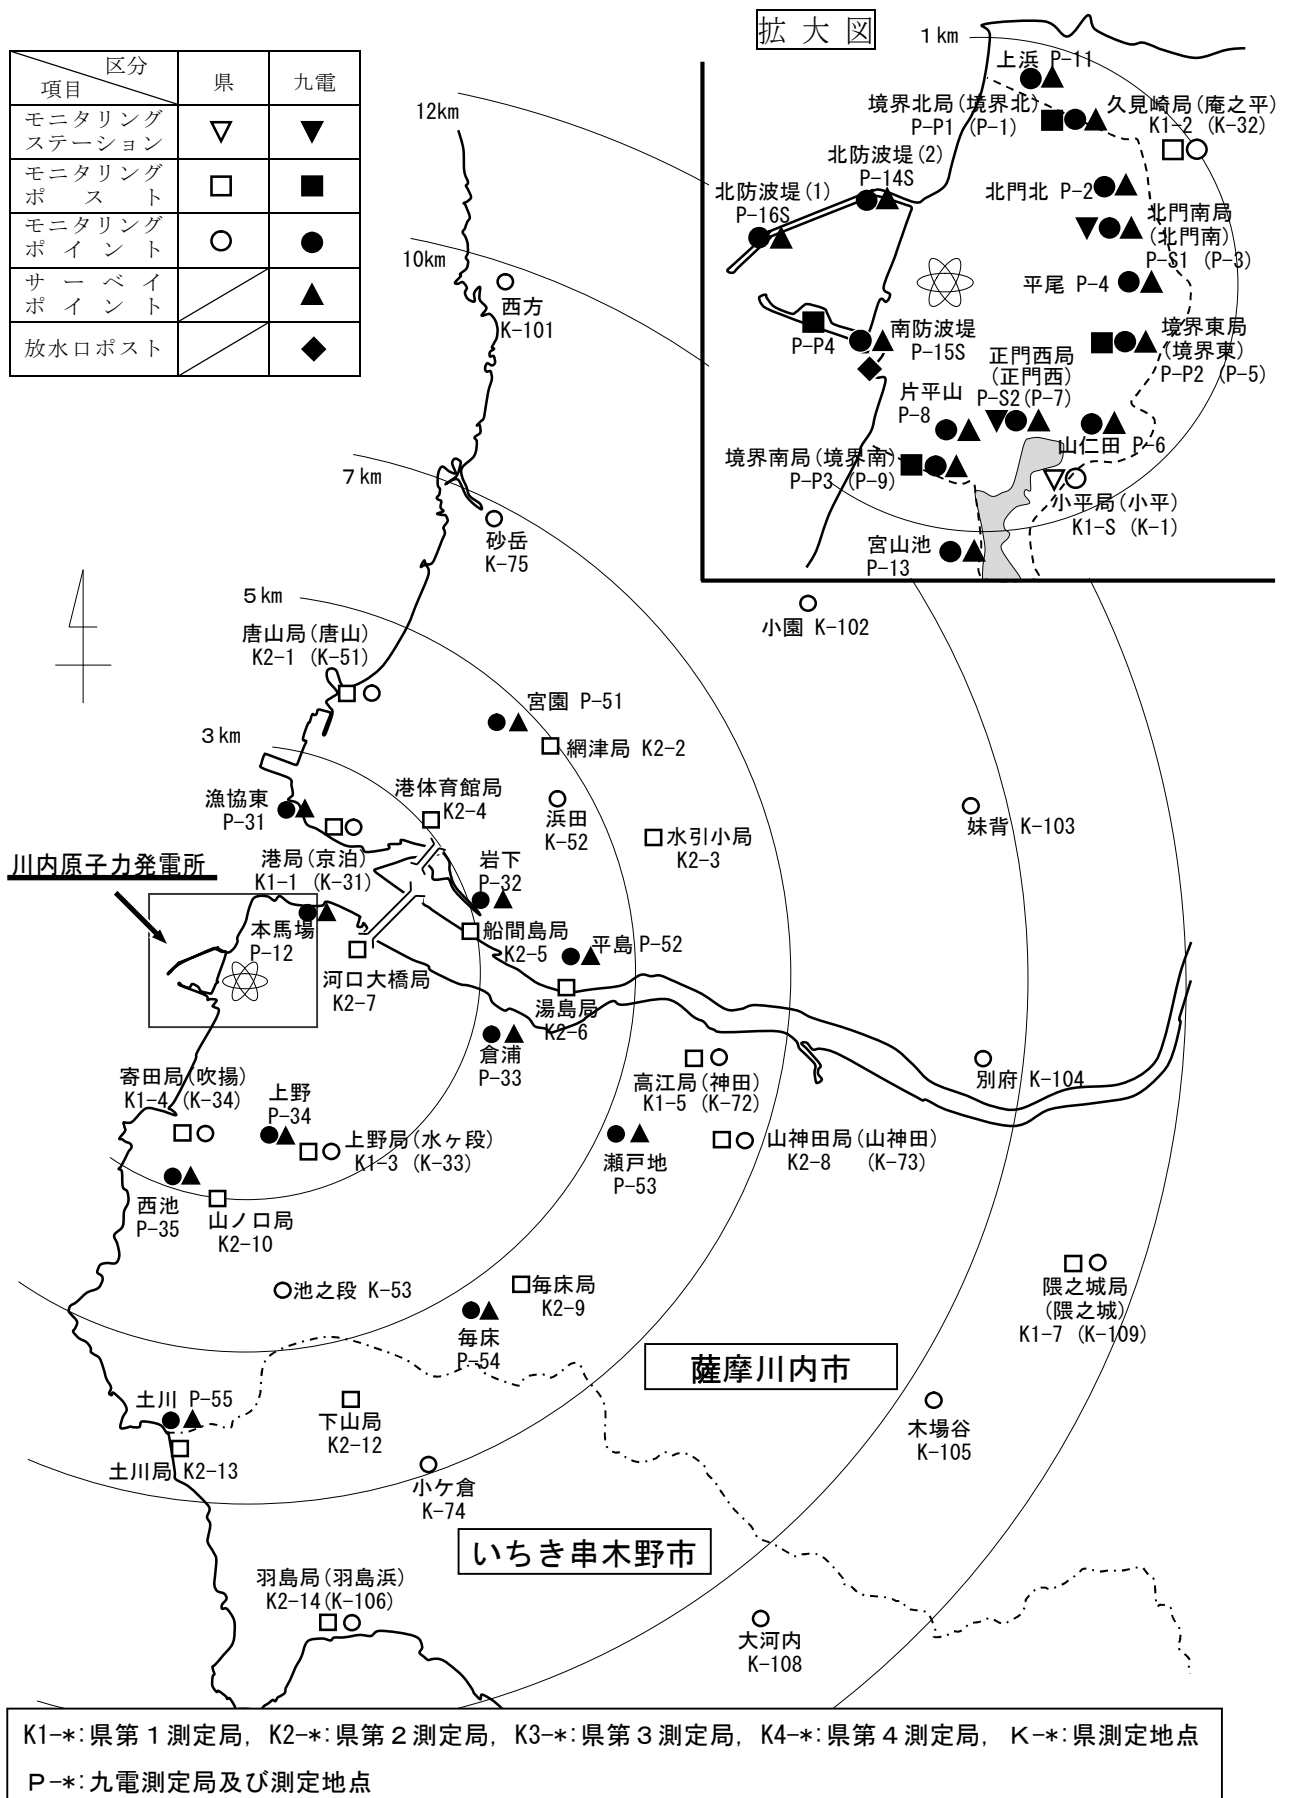 拡大図
区分
項目
県
九電
モニタリング
ステーション
モニタリング
ポスト
モニタリング
ポイント
サーベイ
ポイント
放水口ポスト
1km
上浜 P-11
境界北局(境界北)
P-P1 (P-1)
久見崎局(庵之平)
K1-2 (K-32)
北防波堤(2)
P-14S
北防波堤(1)
P-16S
北門北 P-2
北門南局
(北門南)
P-S1 (P-3)
平尾 P-4
P-P4
南防波堤
P-15S
境界東局
(境界東)
P-P2 (P-5)
正門西局
(正門西)
P-S2(P-7)
片平山
P-8
山仁田 P-6
境界南局(境界南)
P-P3 (P-9)
小平局(小平)
K1-S (K-1)
宮山池
P-13
12km
10km
西方
K-101
7km
砂岳
K-75
5km
小園 K-102
唐山局(唐山)
K2-1 (K-51)
宮園 P-51
3km
網津局 K2-2
港体育館局
K2-4
漁協東
P-31
浜田
K-52
妹背 K-103
水引小局
K2-3
川内原子力発電所
港局(京泊)
K1-1 (K-31)
岩下
P-32
本馬場
P-12
船間島局
K2-5
平島 P-52
河口大橋局
K2-7
湯島局
K2-6
倉浦
P-33
寄田局(吹揚)
K1-4 (K-34)
上野
P-34
高江局(神田)
K1-5 (K-72)
別府 K-104
上野局(水ヶ段)
K1-3 (K-33)
瀬戸地
P-53
山神田局(山神田)
K2-8 (K-73)
西池
P-35
山ノ口局
K2-10
池之段 K-53
毎床局
K2-9
隈之城局
(隈之城)
K1-7 (K-109)
毎床
P-54
薩摩川内市
土川 P-55
下山局
K2-12
木場谷
K-105
土川局 K2-13
小ケ倉
K-74
いちき串木野市
羽島局(羽島浜)
K2-14(K-106)
大河内
K-108
K1-*:県第1測定局, K2-*:県第2測定局, K3-*:県第3測定局, K4-*:県第4測定局, K-*:県測定地点
P-*:九電測定局及び測定地点